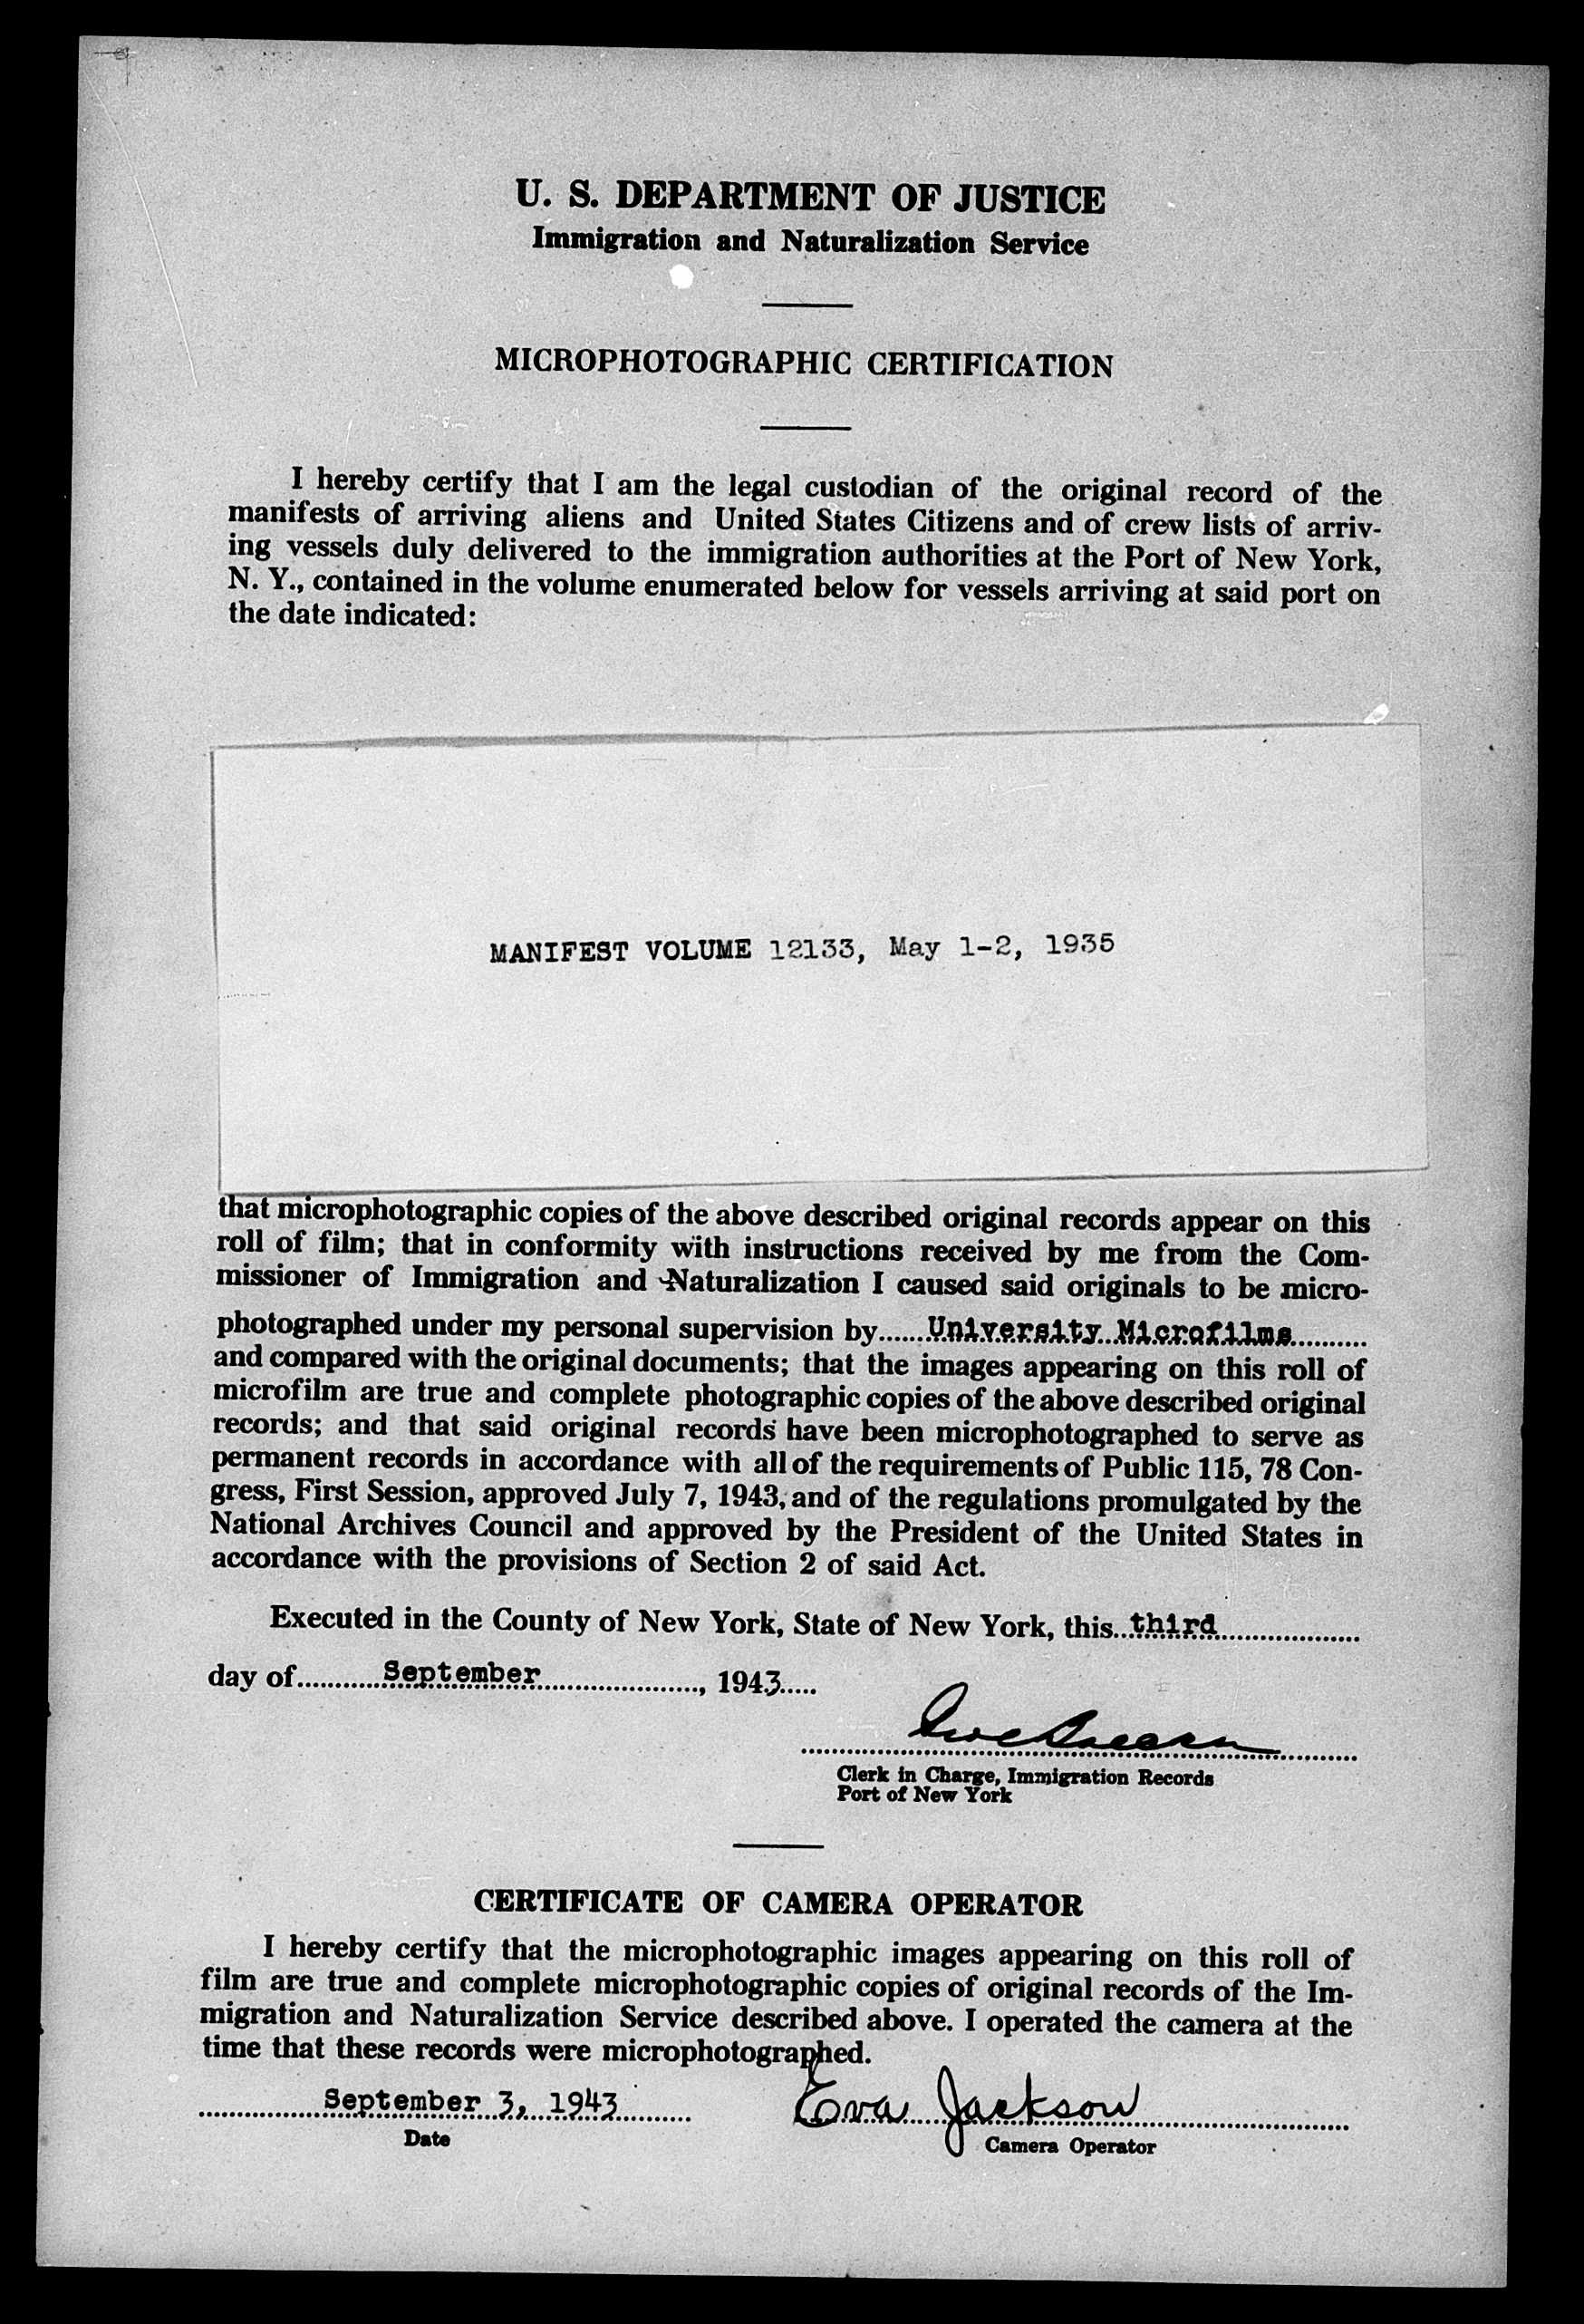 U. S. DEPARTMENT OF JUSTICE
Immigration and Naturalization Service
MICROPHOTOGRAPHIC CERTIFICATION
I hereby certify that I am the legal custodian of the original record of the
manifests of arriving aliens and United States Citizens and of crew lists of arriv-
ing vessels duly delivered to the immigration authorities at the Port of New York,
N. Y., contained in the volume enumerated below for vessels arriving at said port on
the date indicated:
MANIFEST VOLUME 12133, May 1-2, 1935
that microphotographic copies of the above described original records appear on this
roll of film; that in conformity with instructions received by me from the Com-
missioner of Immigration and Naturalization I caused said originals to be micro-
photographed under my personal supervision by......University Microfilms..........
and compared with the original documents; that the images appearing on this roll of
microfilm are true and complete photographic copies of the above described original
records; and that said original records have been microphotographed to serve as
permanent records in accordance with all of the requirements of Public 115, 78 Con-
gress, First Session, approved July 7, 1943, and of the regulations promulgated by the
National Archives Council and approved by the President of the United States in
accordance with the provisions of Section 2 of said Act.
Executed in the County of New York, State of New York, this...third...................
day of............September......................, 1943.....
Clerk in Charge, Immigration Records
Port of New York
CERTIFICATE OF CAMERA OPERATOR
I hereby certify that the microphotographic images appearing on this roll of
film are true and complete microphotographic copies of original records of the Im-
migration and Naturalization Service described above. I operated the camera at the
time that these records were microphotographed.
September 3, 1943
Eva Jackson
Date
Camera Operator